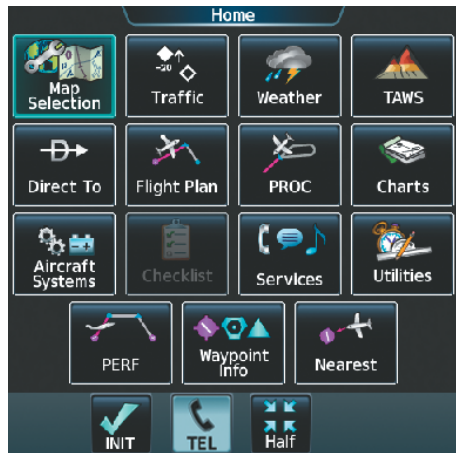 Home
Map
Selection
-20
Traffic
Weather
TAWS
Direct To
Flight Plan
PROC
Charts
Aircraft
Systems
Checklist
Services
Utilities
PERF
Waypoint
Info
Nearest
INIT
TEL
Half